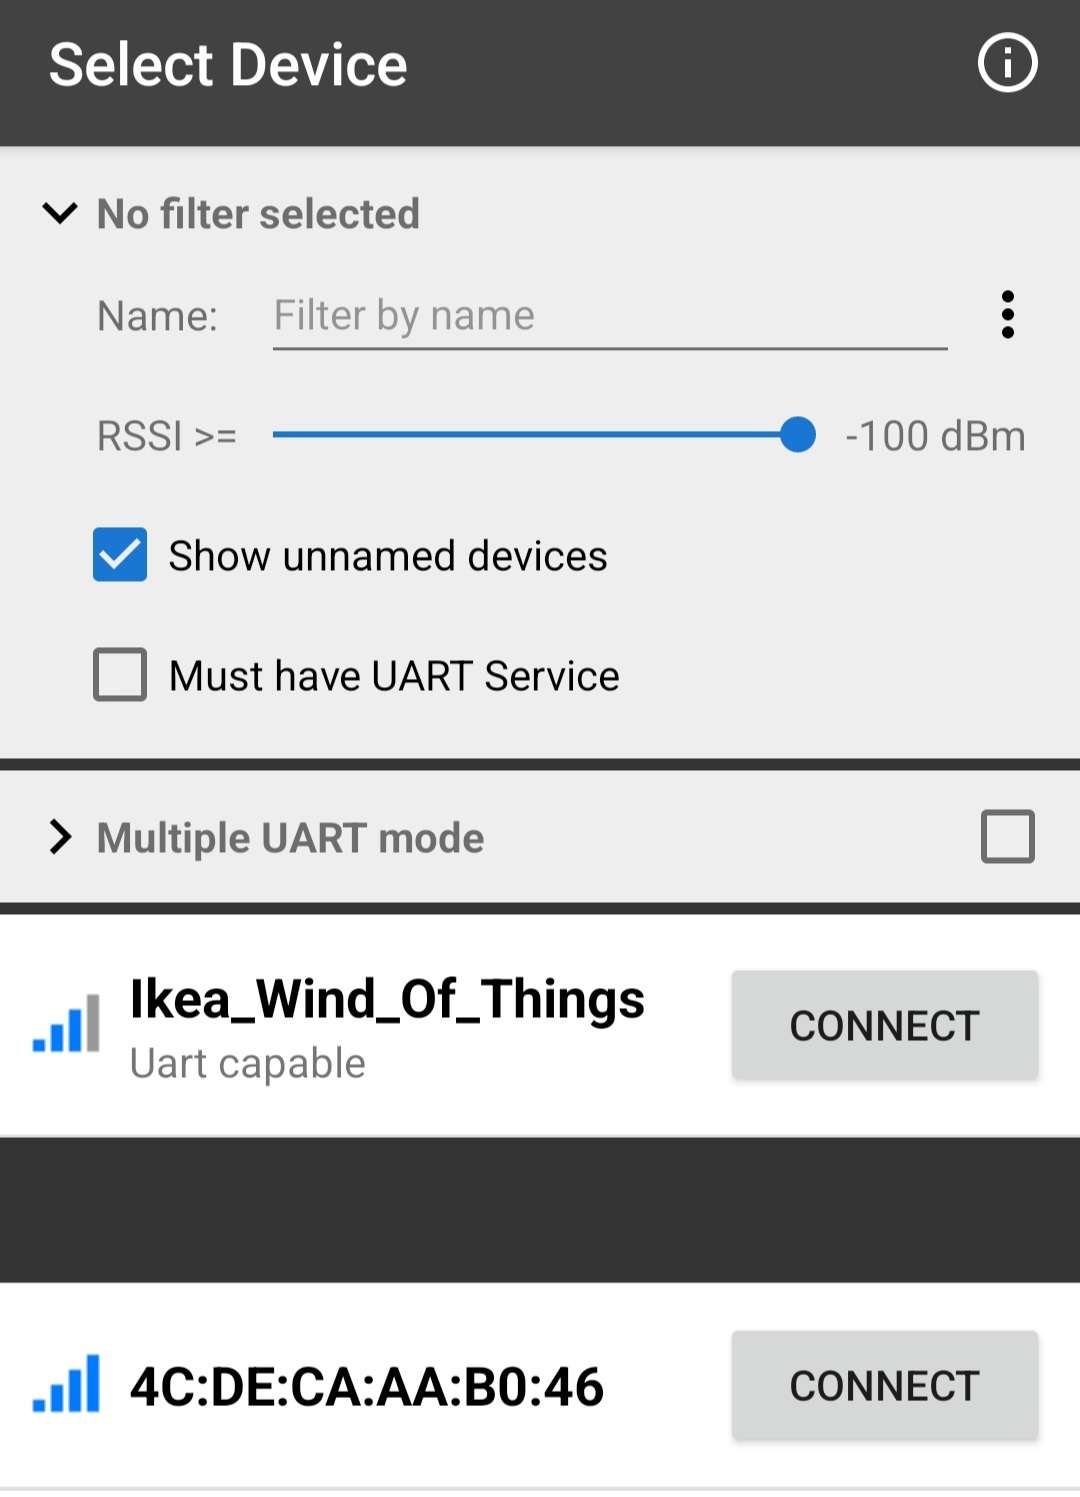 Select Device
No filter selected
Name: Filter by name
RSSI >= -100 dBm
Show unnamed devices
Must have UART Service
Multiple UART mode
Ikea_Wind_Of_Things
Uart capable
CONNECT
4C:DE:CA:AA:B0:46
CONNECT